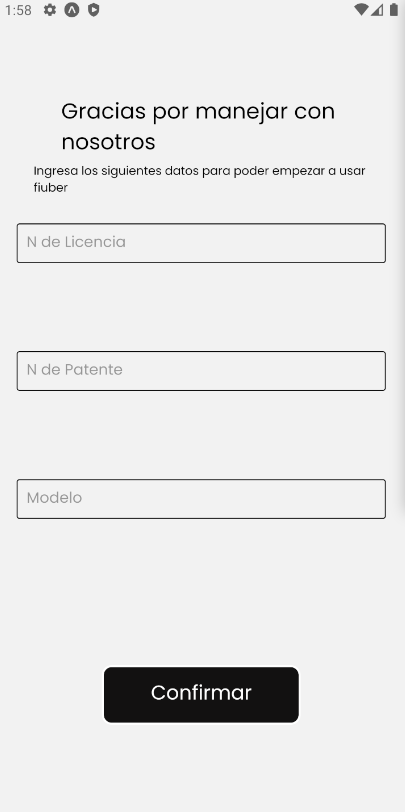 1:58
Gracias por manejar con
nosotros
Ingresa los siguientes datos para poder empezar a usar
fiuber
N de Licencia
N de Patente
Modelo
Confirmar